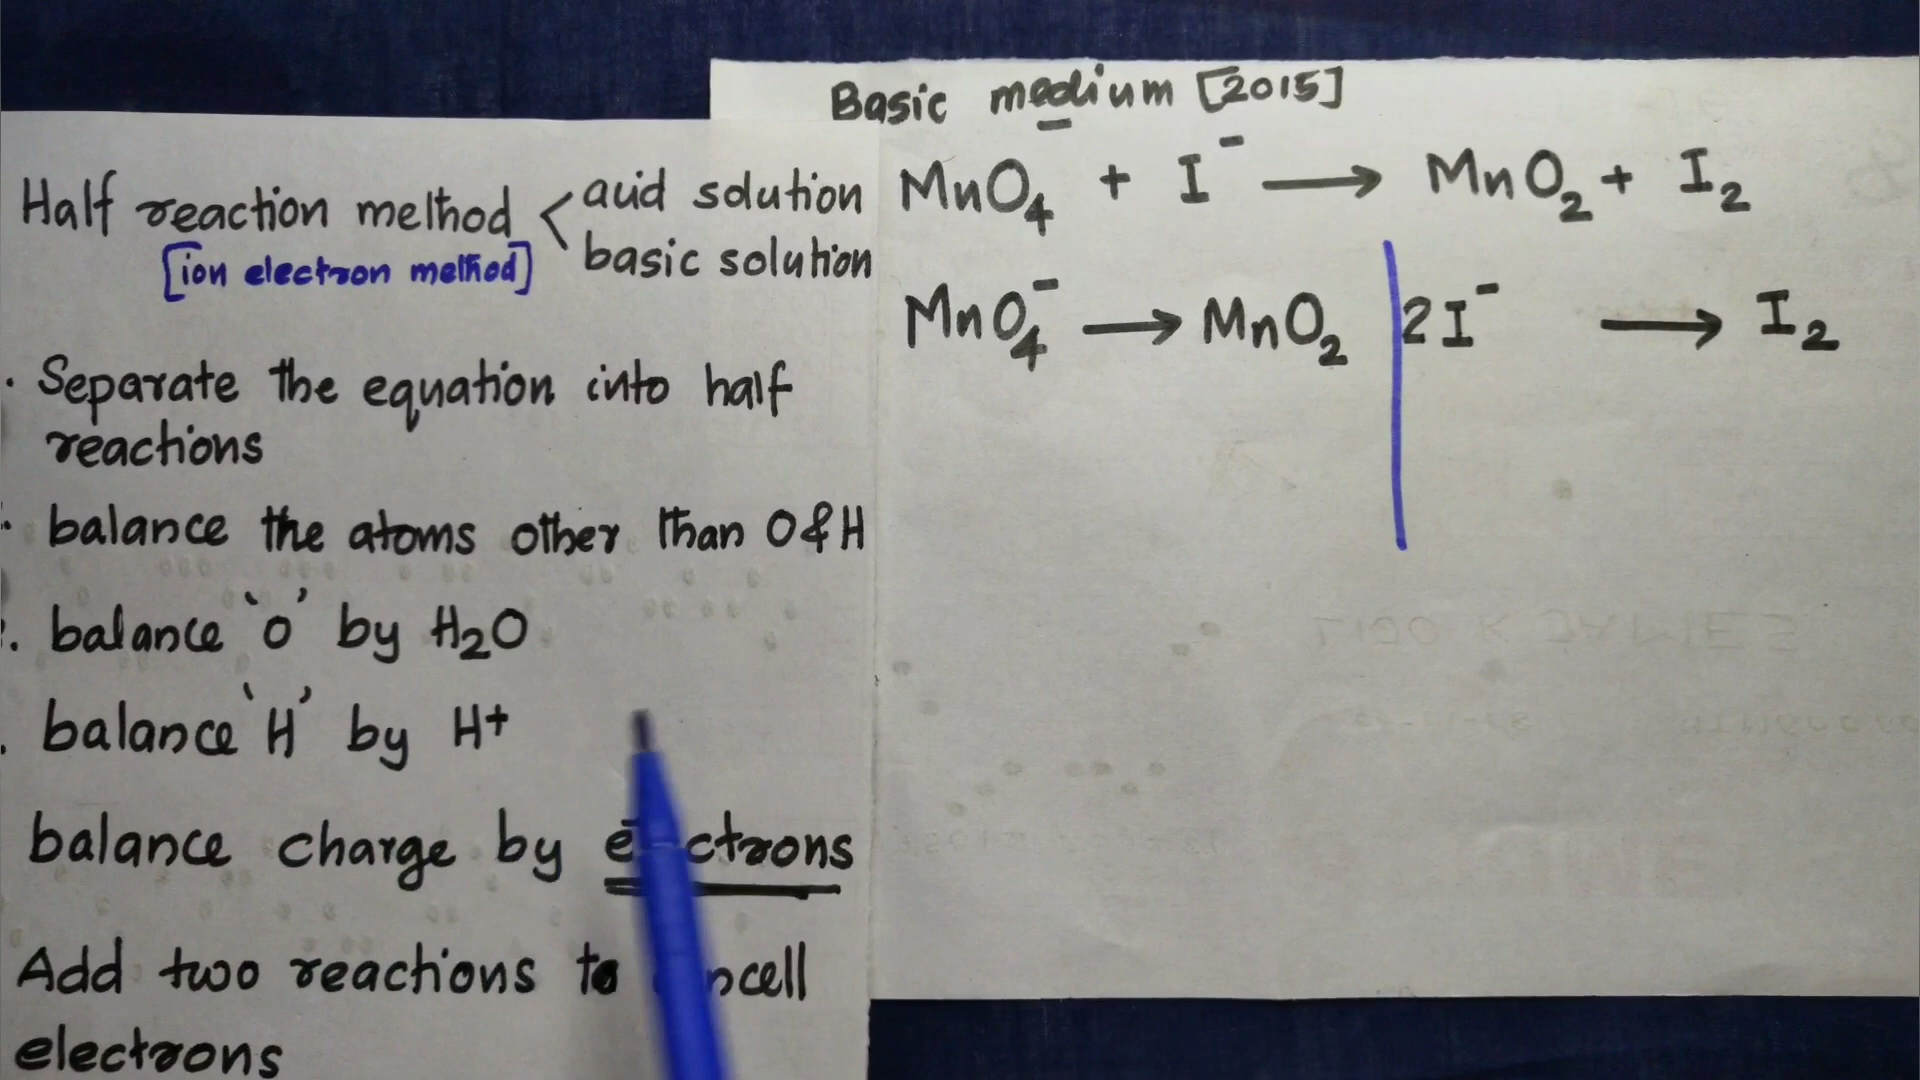 Half reaction method < acid solution
basic solution
[ion electron method]
· Separate the equation into half
reactions
· balance the atoms other than O & H
. balance 'O' by H2O
. balance 'H' by H+
balance charge by
Add two reactions to
electrons
Basic medium [2015]
MnO4⁻ + I⁻ ⟶ MnO2 + I2
MnO4⁻ ⟶ MnO2 | 2I⁻ ⟶ I2